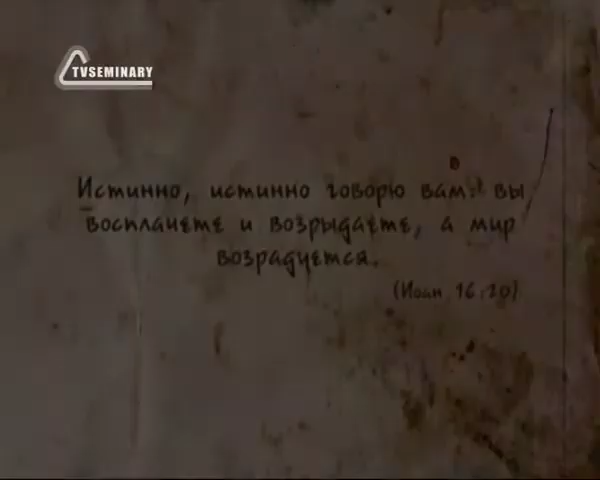 TVSEMINARY
Истинно, истинно говорю вам: вы
восплачете и возрыдаете, а мир
возрадуется.
(Иоан. 16:20)